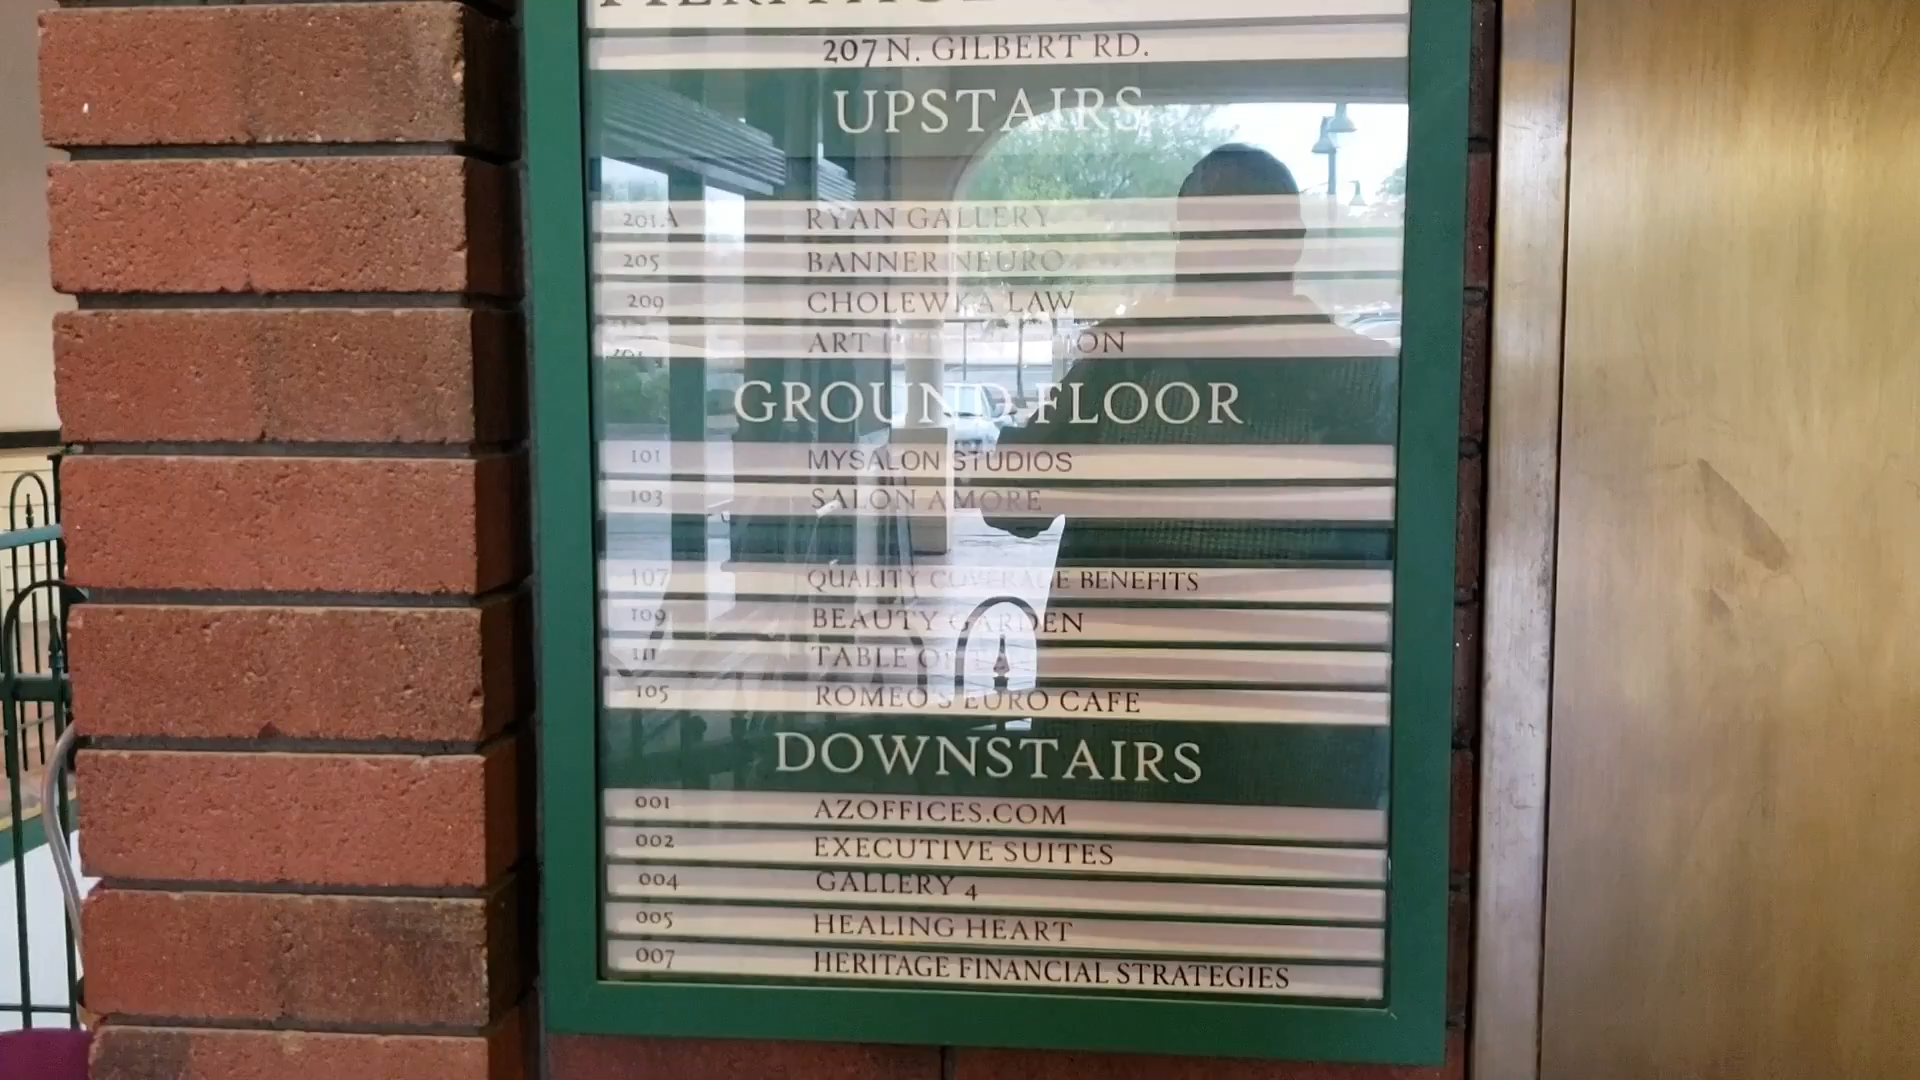 207 N. GILBERT RD.
UPSTAIRS
201A RYAN GALLERY
205 BANNER NEURO
209 CHOLEWKA LAW
ART
GROUND FLOOR
101 MYSALON STUDIOS
103 SALON AMORE
107 QUALITY COVERAGE BENEFITS
109 BEAUTY GARDEN
111 TABLE
105 ROMEO'S EURO CAFE
DOWNSTAIRS
001 AZOFFICES.COM
002 EXECUTIVE SUITES
004 GALLERY 4
005 HEALING HEART
007 HERITAGE FINANCIAL STRATEGIES